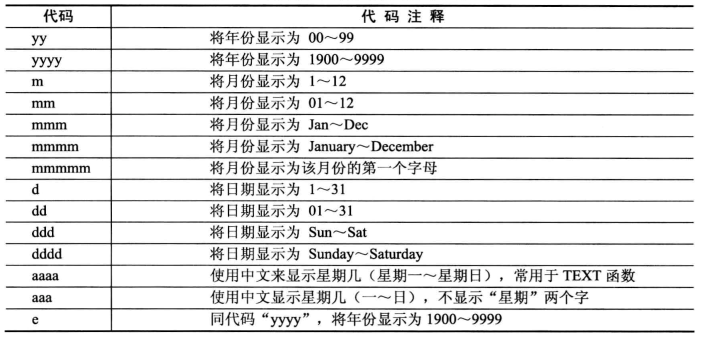 代码 代 码 注 释
yy 将年份显示为 00～99
yyyy 将年份显示为 1900～9999
m 将月份显示为 1～12
mm 将月份显示为 01～12
mmm 将月份显示为 Jan～Dec
mmmm 将月份显示为 January～December
mmmmm 将月份显示为该月份的第一个字母
d 将日期显示为 1～31
dd 将日期显示为 01～31
ddd 将日期显示为 Sun～Sat
dddd 将日期显示为 Sunday～Saturday
aaaa 使用中文来显示星期几（星期一～星期日），常用于 TEXT 函数
aaa 使用中文显示星期几（一～日），不显示“星期”两个字
e 同代码“yyyy”，将年份显示为 1900～9999